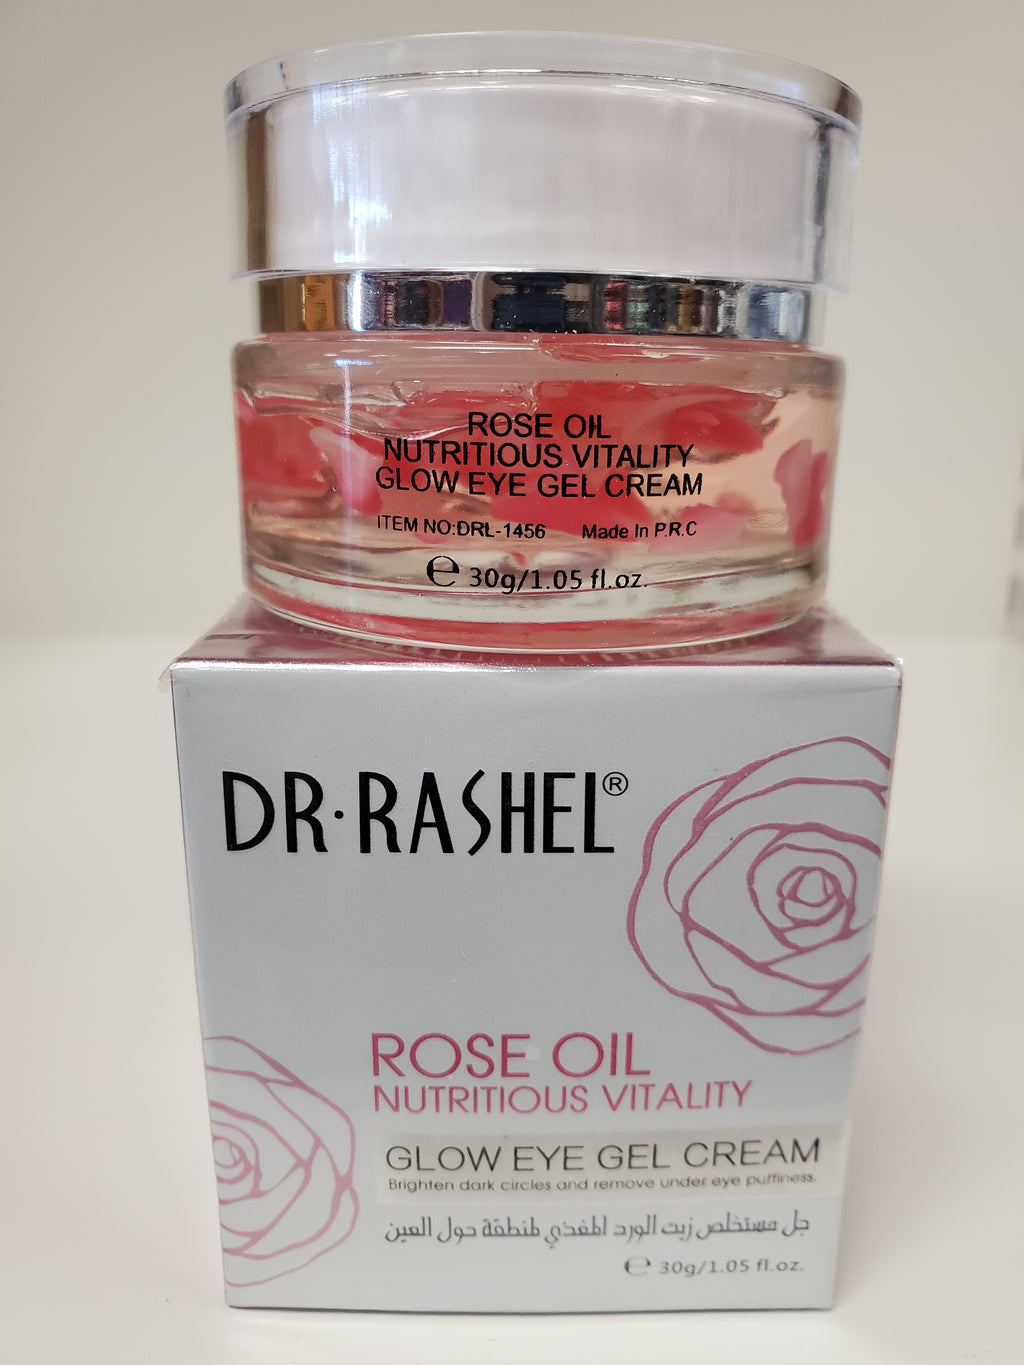 ROSE OIL
NUTRITIOUS VITALITY
GLOW EYE GEL CREAM
ITEM NO:DRL-1456 Made In P.R.C
℮ 30g/1.05 fl.oz.
DR·RASHEL®
ROSE OIL
NUTRITIOUS VITALITY
GLOW EYE GEL CREAM
Brighten dark circles and remove under eye puffiness.
جل مستخلص زيت الورد المغذي لمنطقة حول العين
℮ 30g/1.05 fl.oz.